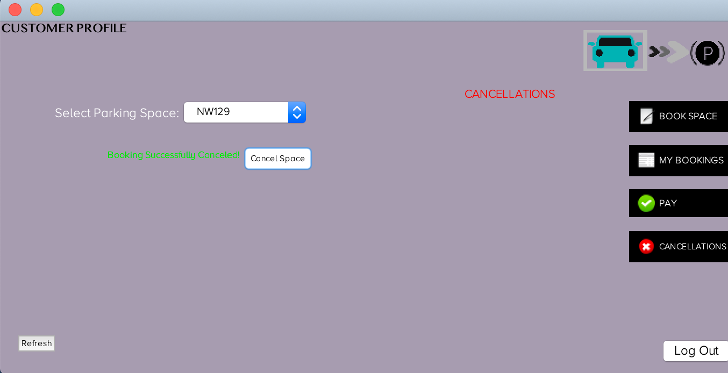 CUSTOMER PROFILE
(P)
CANCELLATIONS
Select Parking Space: NW129
BOOK SPACE
Booking Successfully Canceled! Cancel Space
MY BOOKINGS
PAY
CANCELLATIONS
Refresh
Log Out